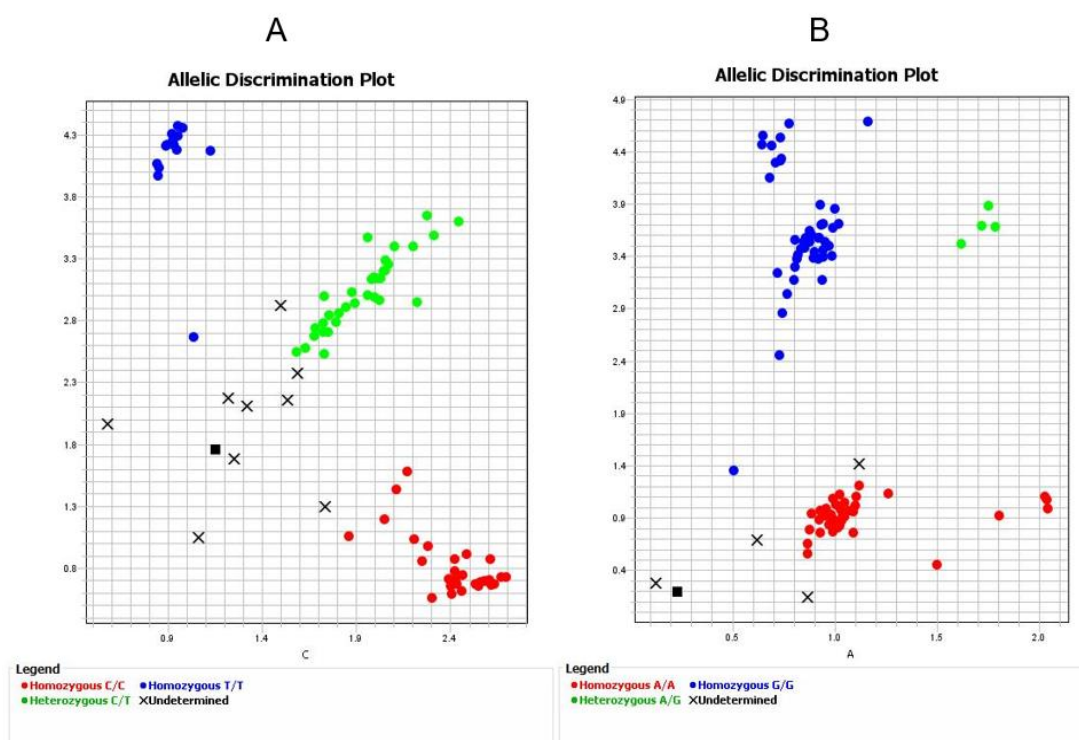 A
Allelic Discrimination Plot
4.3
3.8
3.3
2.8
2.3
1.8
1.3
0.8
0.9 1.4 1.9 2.4
C
Legend
Homozygous C/C Homozygous T/T
Heterozygous C/T Undetermined
B
Allelic Discrimination Plot
4.9
4.4
3.9
3.4
2.9
2.4
1.9
1.4
0.9
0.4
0.5 1.0 1.5 2.0
A
Legend
Homozygous A/A Homozygous G/G
Heterozygous A/G Undetermined